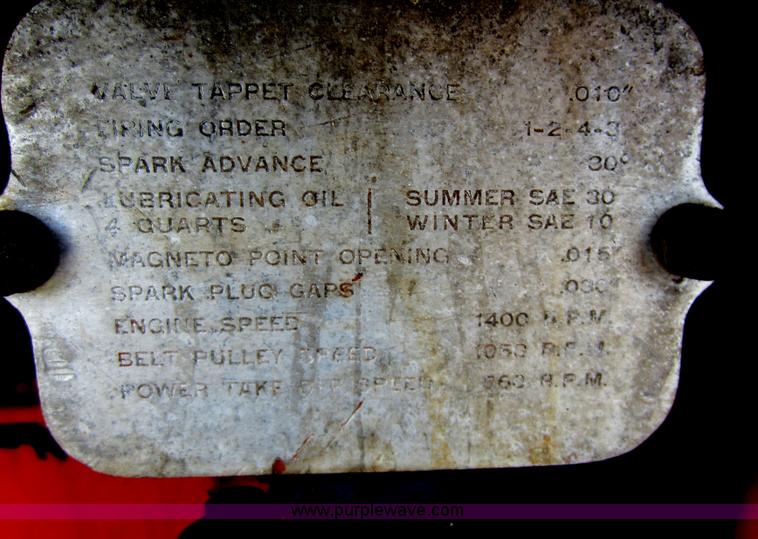 VALVE TAPPET CLEARANCE .010"
FIRING ORDER 1-2-4-3
SPARK ADVANCE 30°
LUBRICATING OIL | SUMMER SAE 30
4 QUARTS | WINTER SAE 10
MAGNETO POINT OPENING .015"
SPARK PLUG GAPS .030"
ENGINE SPEED 1400 R.P.M.
BELT PULLEY SPEED R.P.M.
POWER TAKE OFF SPEED R.P.M.
www.purplewave.com